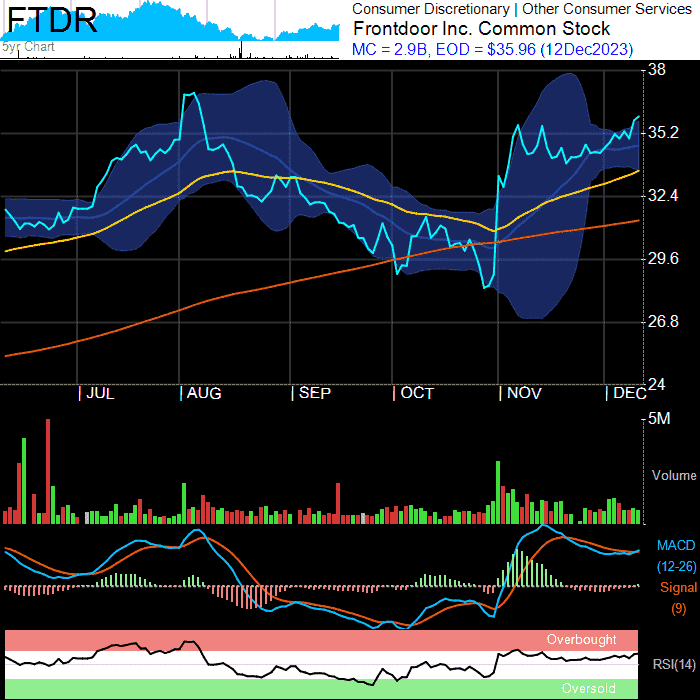 FTDR
5yr Chart
Consumer Discretionary | Other Consumer Services
Frontdoor Inc. Common Stock
MC = 2.9B, EOD = $35.96 (12Dec2023)
38
35.2
32.4
29.6
26.8
24
JUL AUG SEP OCT NOV DEC
5M
Volume
MACD
(12-26)
Signal
(9)
Overbought
RSI(14)
Oversold